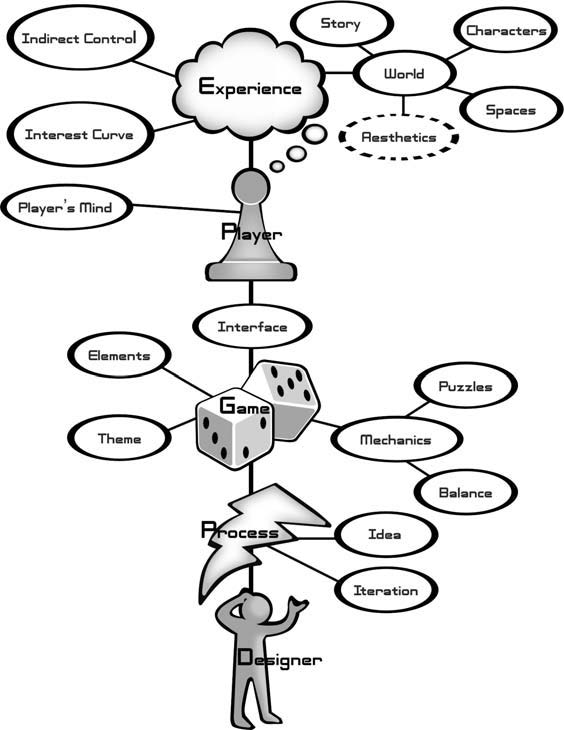 Story
Characters
Indirect Control
World
Experience
Spaces
Interest Curve
Aesthetics
Player's Mind
Player
Interface
Elements
Puzzles
Game
Theme
Mechanics
Balance
Process
Idea
Iteration
Designer